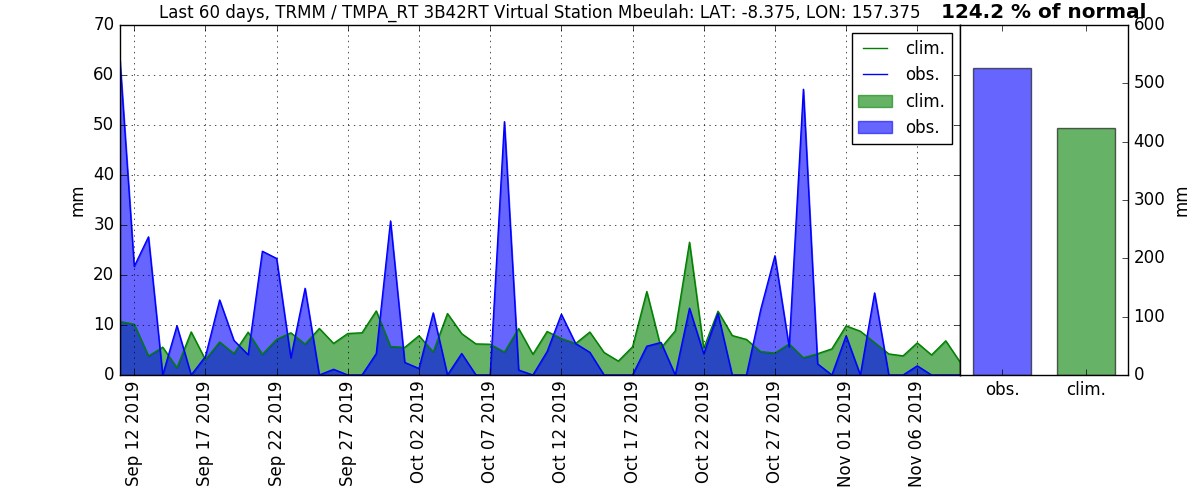 Last 60 days, TRMM / TMPA_RT 3B42RT Virtual Station Mbeulah: LAT: -8.375, LON: 157.375
124.2 % of normal
70
60
50
40
30
20
10
0
mm
clim.
obs.
clim.
obs.
600
500
400
300
200
100
0
mm
Sep 12 2019
Sep 17 2019
Sep 22 2019
Sep 27 2019
Oct 02 2019
Oct 07 2019
Oct 12 2019
Oct 17 2019
Oct 22 2019
Oct 27 2019
Nov 01 2019
Nov 06 2019
obs.
clim.